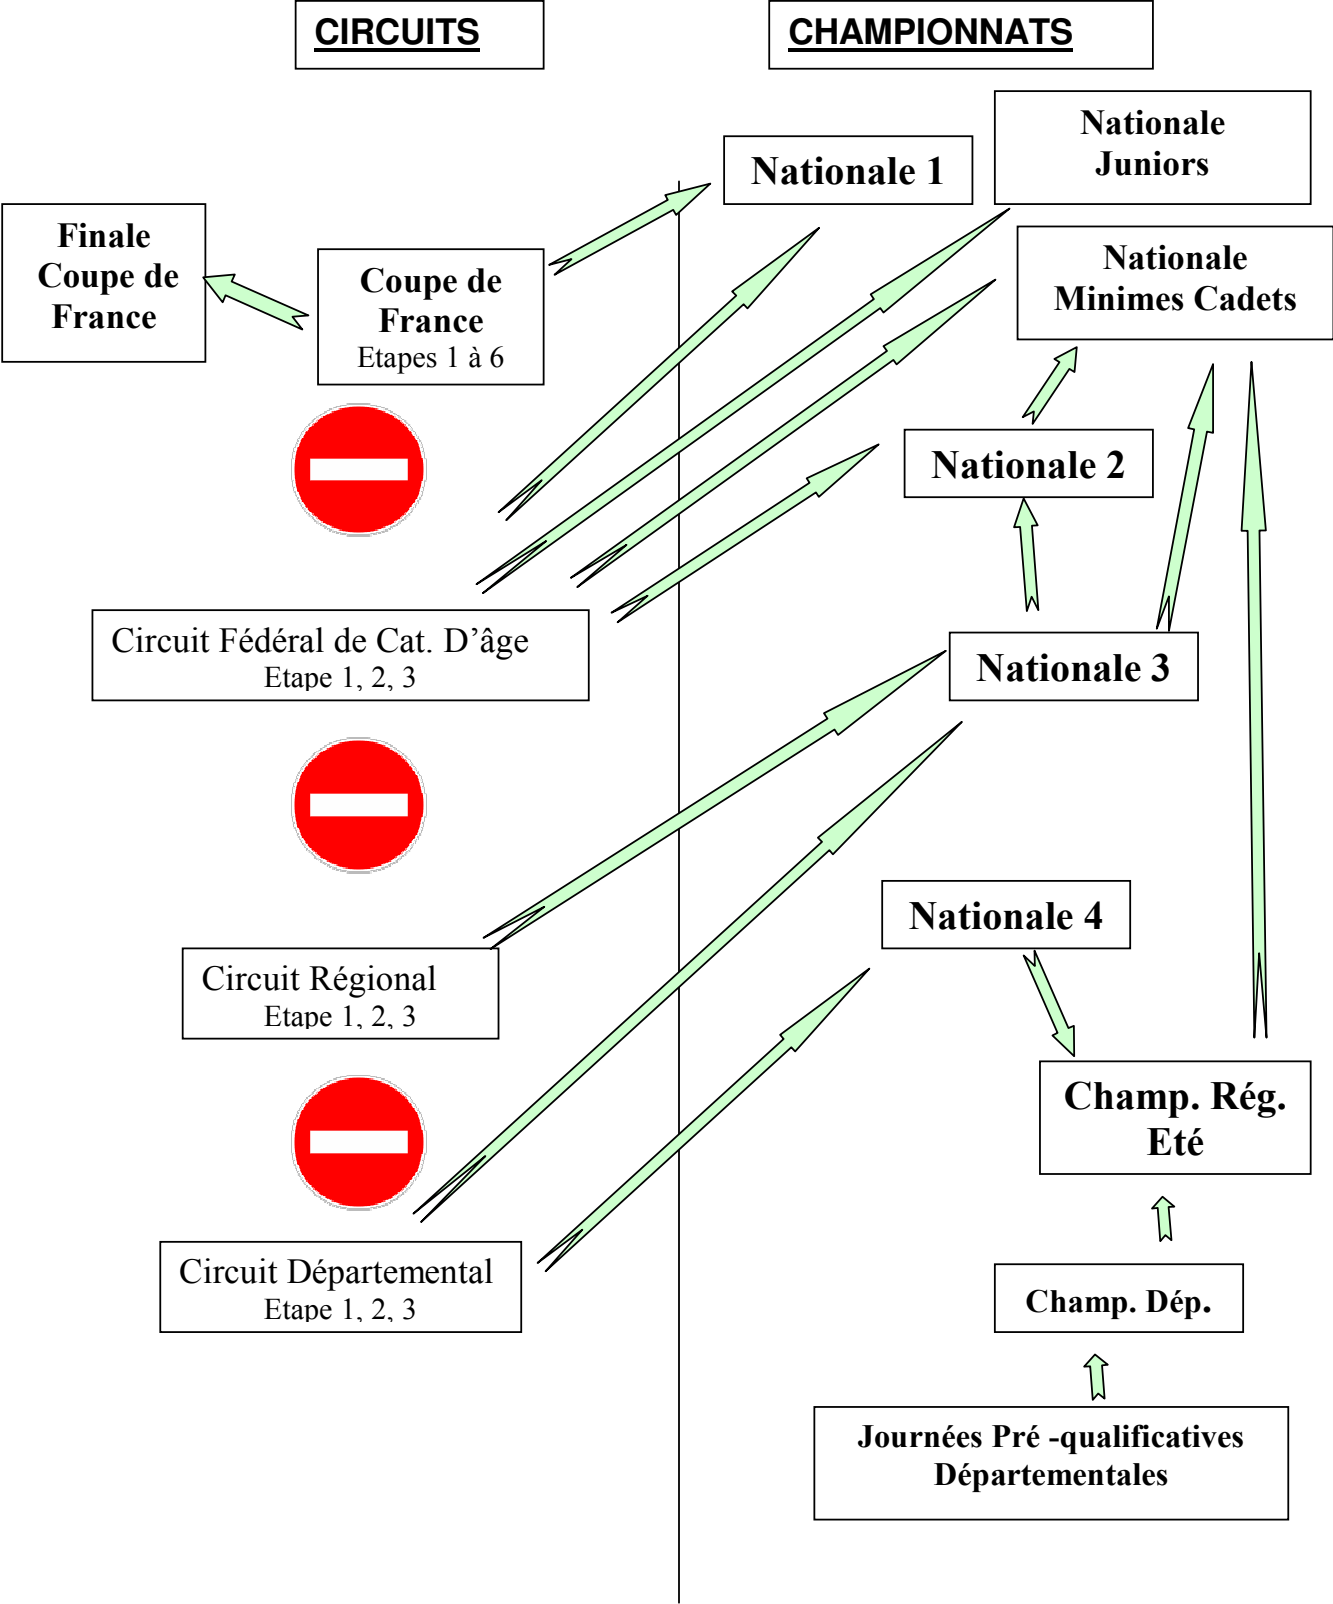 CIRCUITS
CHAMPIONNATS
Nationale
Juniors
Nationale 1
Finale
Coupe de
France
Coupe de
France
Etapes 1 à 6
Nationale
Minimes Cadets
Nationale 2
Circuit Fédéral de Cat. D’âge
Etape 1, 2, 3
Nationale 3
Nationale 4
Circuit Régional
Etape 1, 2, 3
Champ. Rég.
Eté
Circuit Départemental
Etape 1, 2, 3
Champ. Dép.
Journées Pré -qualificatives
Départementales